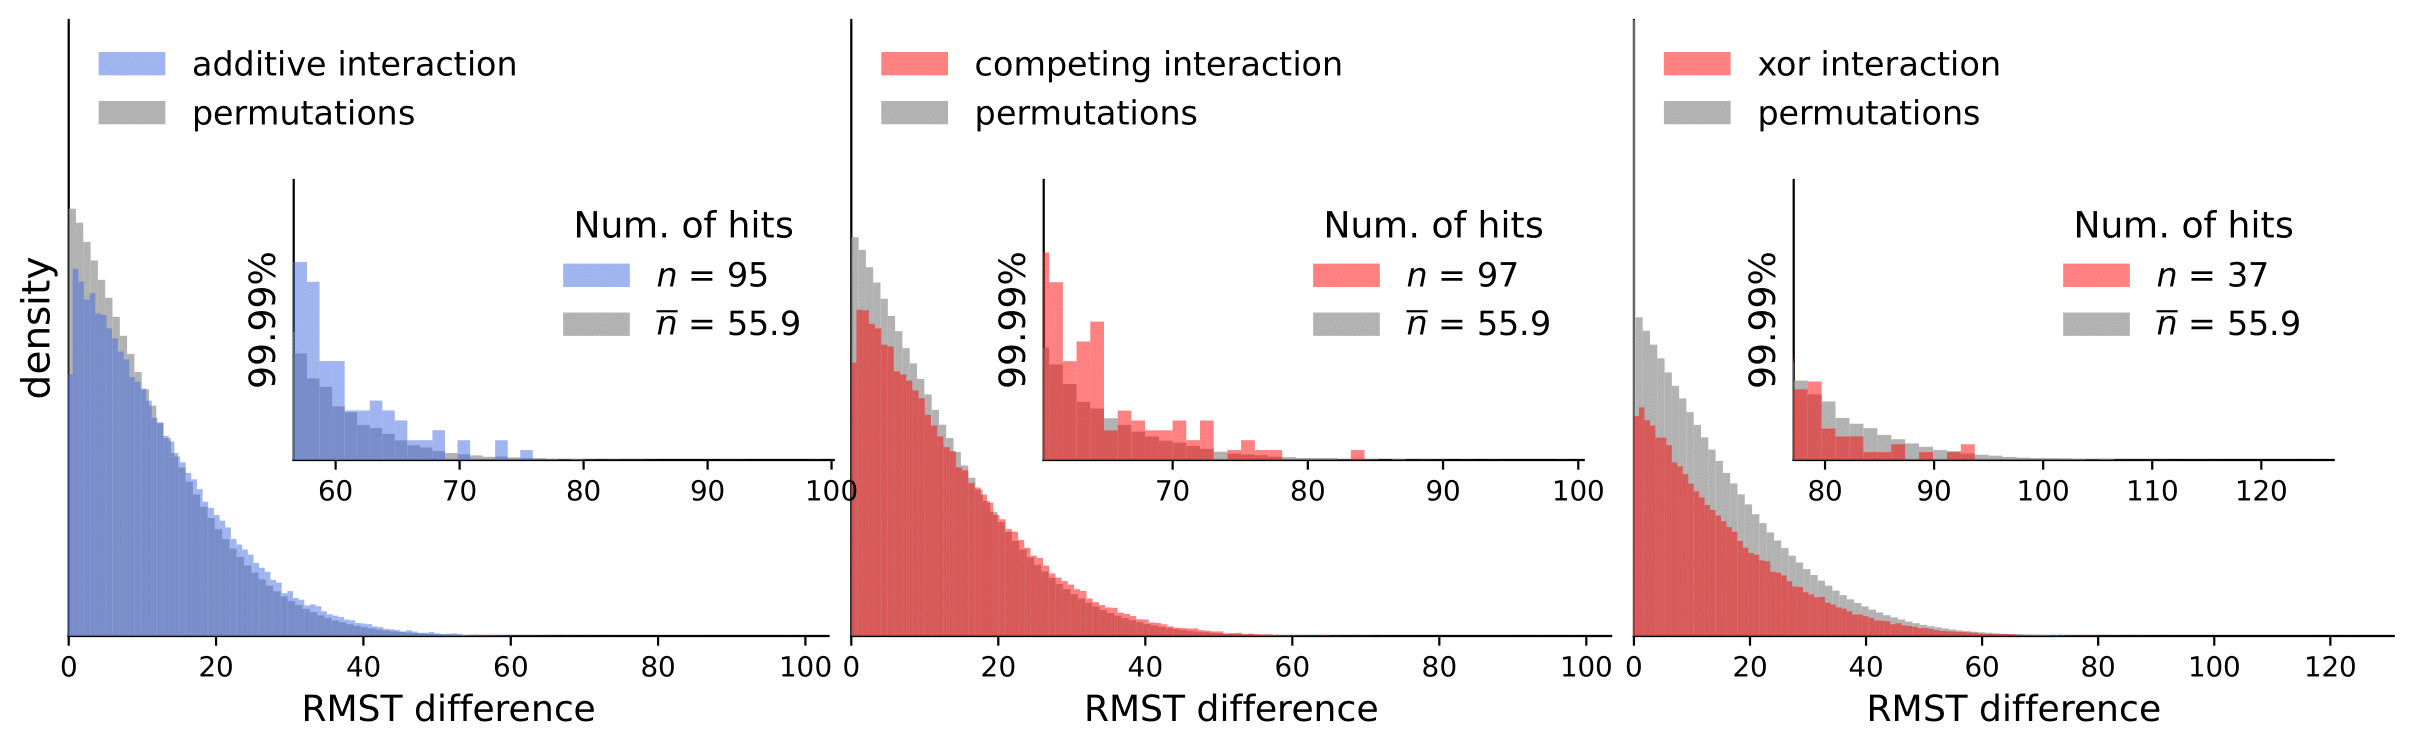 additive interaction
permutations
density
99.99%
Num. of hits
n = 95
n̅ = 55.9
60 70 80 90 100
0 20 40 60 80 100
RMST difference
competing interaction
permutations
99.99%
Num. of hits
n = 97
n̅ = 55.9
70 80 90 100
0 20 40 60 80 100
RMST difference
xor interaction
permutations
99.99%
Num. of hits
n = 37
n̅ = 55.9
80 90 100 110 120
0 20 40 60 80 100 120
RMST difference